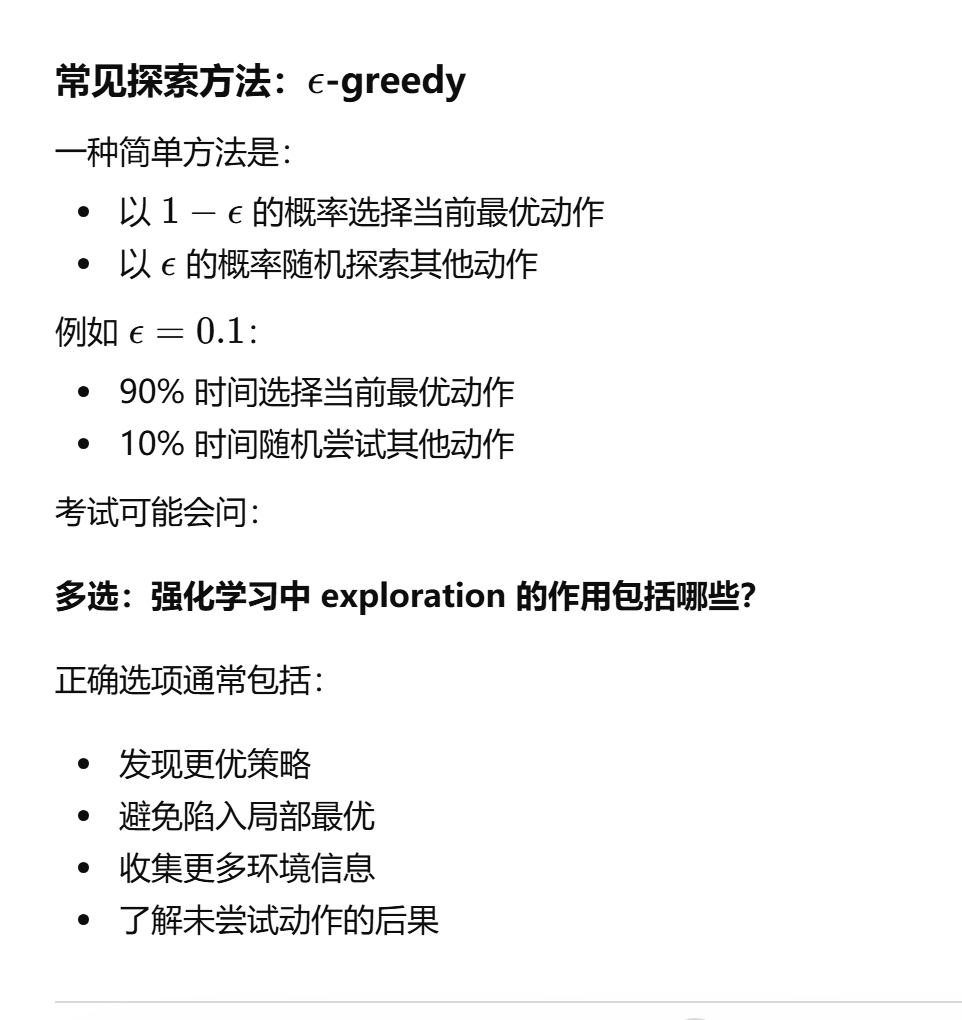 常见探索方法：ϵ-greedy
一种简单方法是：
• 以 1 − ϵ 的概率选择当前最优动作
• 以 ϵ 的概率随机探索其他动作
例如 ϵ = 0.1：
• 90% 时间选择当前最优动作
• 10% 时间随机尝试其他动作
考试可能会问：
多选：强化学习中 exploration 的作用包括哪些？
正确选项通常包括：
• 发现更优策略
• 避免陷入局部最优
• 收集更多环境信息
• 了解未尝试动作的后果